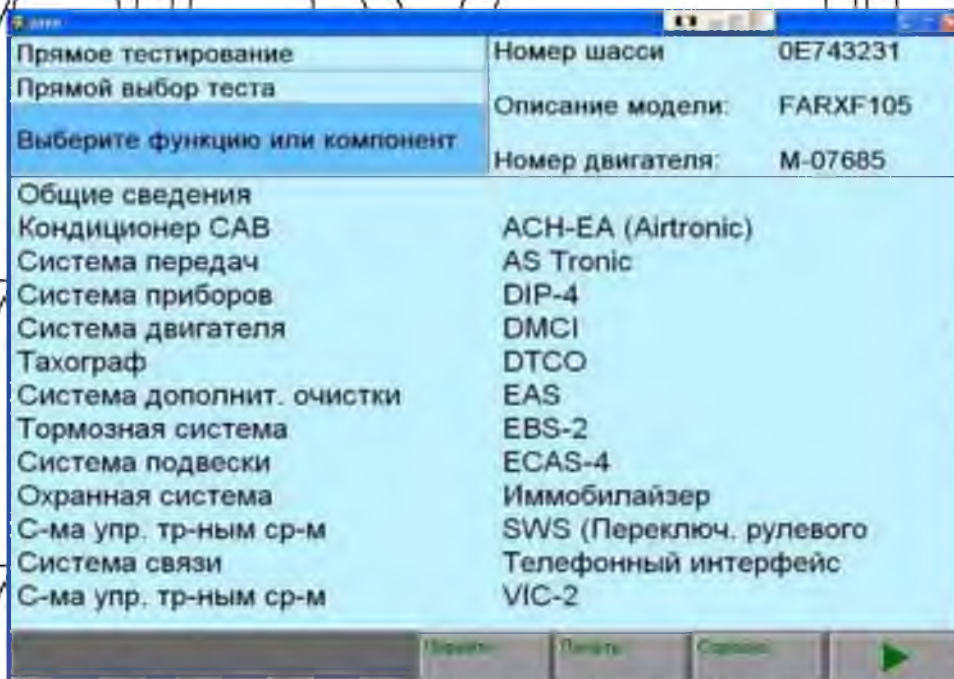 Прямое тестирование
Прямой выбор теста
Выберите функцию или компонент
Номер шасси 0E743231
Описание модели: FARXF105
Номер двигателя: M-07685
Общие сведения
Кондиционер CAB ACH-EA (Airtronic)
Система передач AS Tronic
Система приборов DIP-4
Система двигателя DMCI
Тахограф DTCO
Система дополнит. очистки EAS
Тормозная система EBS-2
Система подвески ECAS-4
Охранная система Иммобилайзер
С-ма упр. тр-ным ср-м SWS (Переключ. рулевого
Система связи Телефонный интерфейс
С-ма упр. тр-ным ср-м VIC-2
Печать